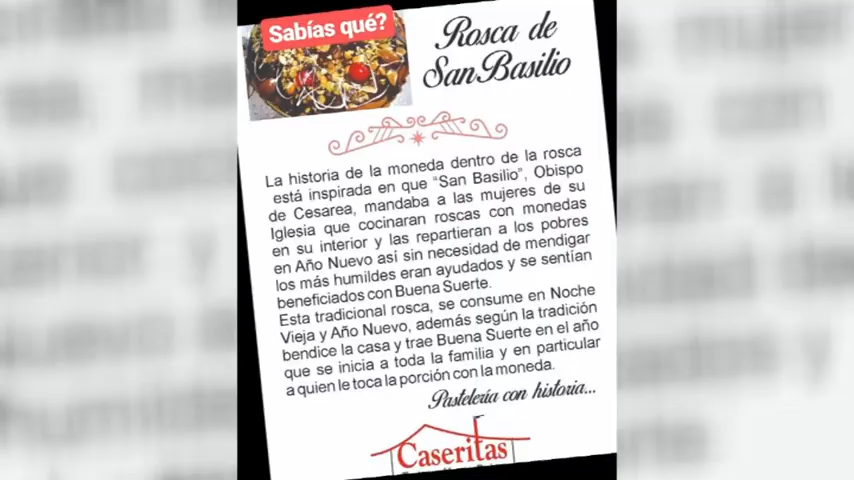 Sabías qué?
Rosca de
San Basilio
La historia de la moneda dentro de la rosca
está inspirada en que “San Basilio”, Obispo
de Cesarea, mandaba a las mujeres de su
Iglesia que cocinaran roscas con monedas
en su interior y las repartieran a los pobres
en Año Nuevo así sin necesidad de mendigar
los más humildes eran ayudados y se sentían
beneficiados con Buena Suerte.
Esta tradicional rosca, se consume en Noche
Vieja y Año Nuevo, además según la tradición
bendice la casa y trae Buena Suerte en el año
que se inicia a toda la familia y en particular
a quien le toca la porción con la moneda.
Pastelería con historia...
Caseritas